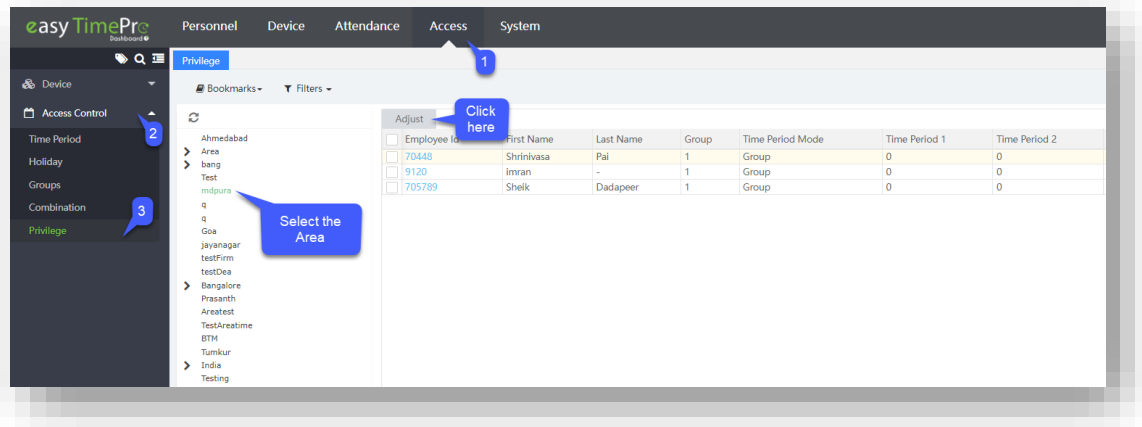 easy TimePro
Dashboard
Personnel Device Attendance Access System
1
Privilege
Device
Access Control
2
Time Period
Holiday
Groups
Combination
3
Privilege
Bookmarks Filters
Adjust
Click
here
Employee Id First Name Last Name Group Time Period Mode Time Period 1 Time Period 2
70448 Shrinivasa Pai 1 Group 0 0
9120 imran - 1 Group 0 0
705789 Sheik Dadapeer 1 Group 0 0
Ahmedabad
Area
bang
Test
mdpura
q
q
Goa
jayanagar
testFirm
testDea
Bangalore
Prasanth
Areatest
TestAreatime
BTM
Tumkur
India
Testing
Select the
Area